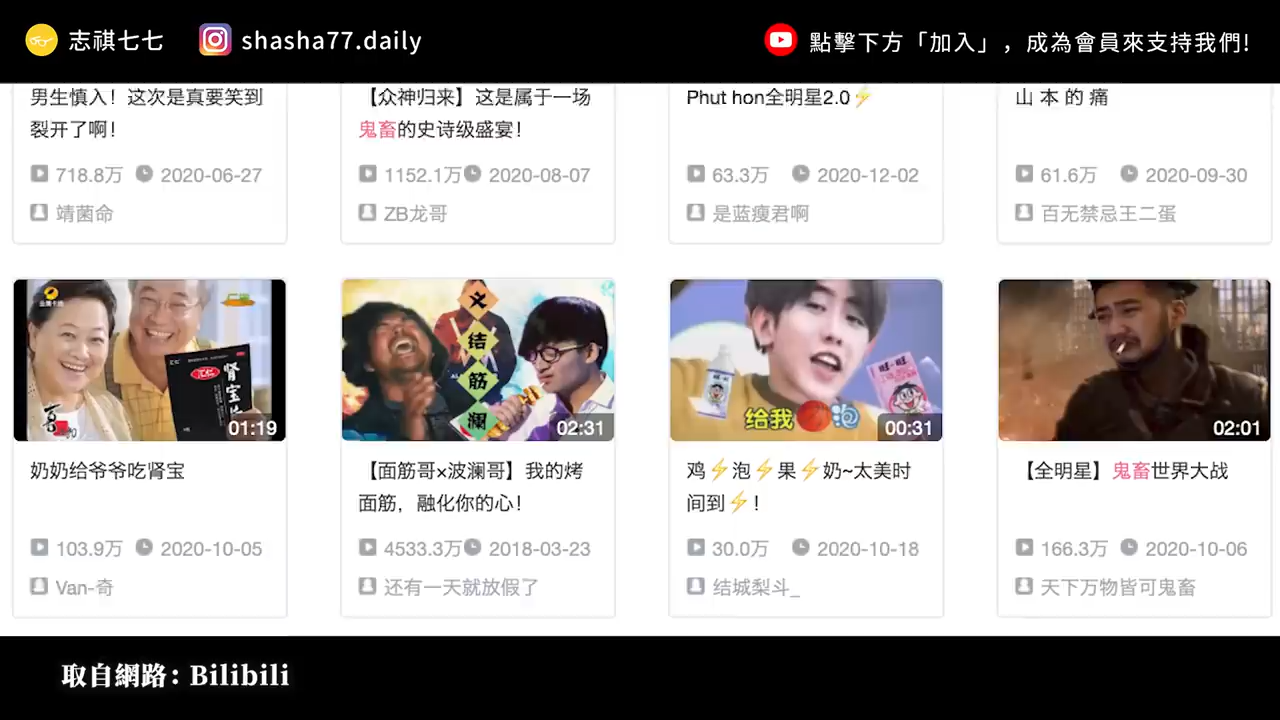 志祺七七
shasha77.daily
點擊下方「加入」，成為會員來支持我們!
男生慎入！这次是真要笑到
裂开了啊！
718.8万 2020-06-27
靖菌命
【众神归来】这是属于一场
鬼畜的史诗级盛宴！
1152.1万 2020-08-07
ZB龙哥
Phut hon全明星2.0⚡
63.3万 2020-12-02
是蓝瘦君啊
山 本 的 痛
61.6万 2020-09-30
百无禁忌王二蛋
汇仁
肾宝片
01:19
奶奶给爷爷吃肾宝
103.9万 2020-10-05
Van-奇
文
结
筋
澜
02:31
【面筋哥×波澜哥】我的烤
面筋，融化你的心！
4533.3万 2018-03-23
还有一天就放假了
旺旺
给我 泡
00:31
鸡⚡泡⚡果⚡奶~太美时
间到⚡！
30.0万 2020-10-18
结城梨斗_
02:01
【全明星】鬼畜世界大战
166.3万 2020-10-06
天下万物皆可鬼畜
取自網路：Bilibili